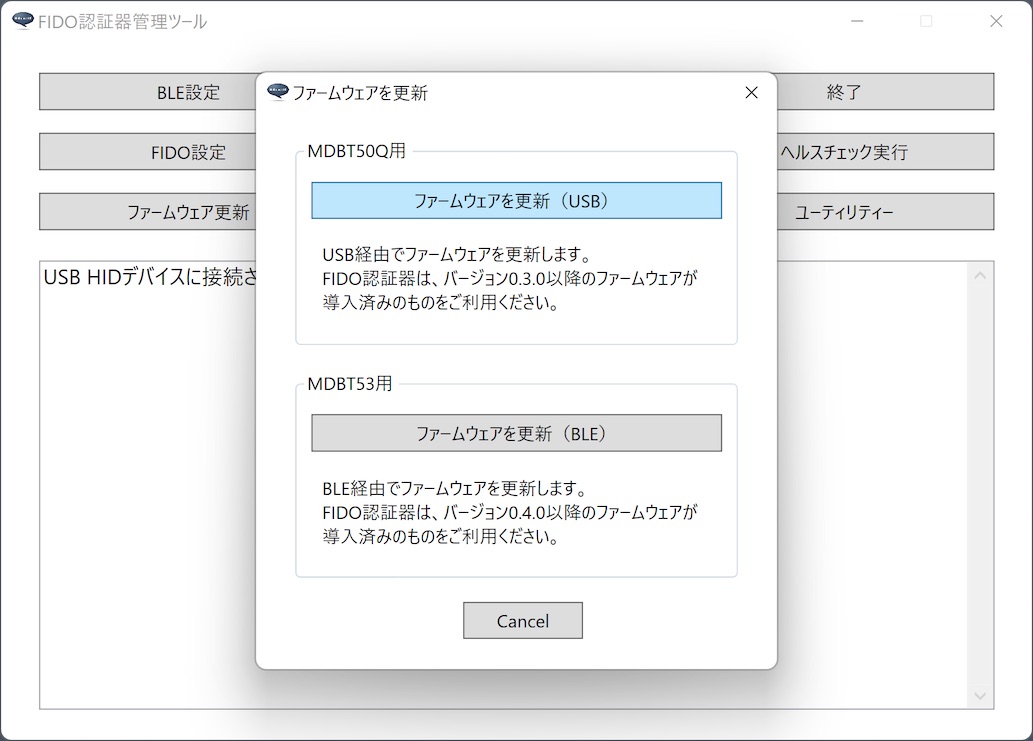 FIDO認証器管理ツール
BLE設定
終了
FIDO設定
ヘルスチェック実行
ファームウェア更新
ユーティリティー
USB HIDデバイスに接続さ
ファームウェアを更新
MDBT50Q用
ファームウェアを更新（USB）
USB経由でファームウェアを更新します。
FIDO認証器は、バージョン0.3.0以降のファームウェアが
導入済みのものをご利用ください。
MDBT53用
ファームウェアを更新（BLE）
BLE経由でファームウェアを更新します。
FIDO認証器は、バージョン0.4.0以降のファームウェアが
導入済みのものをご利用ください。
Cancel